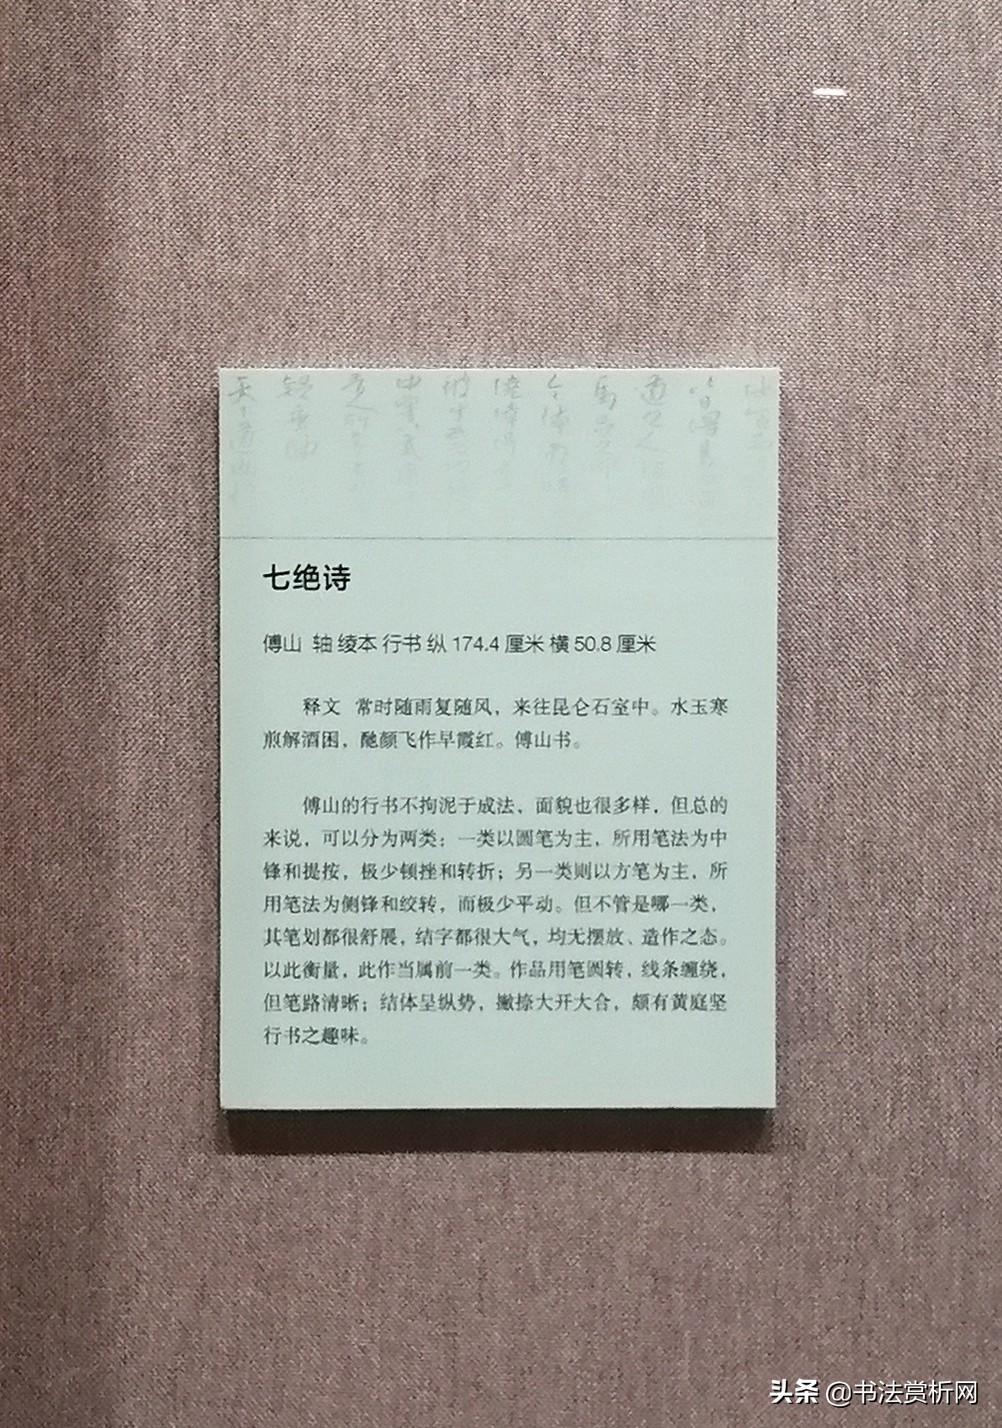 七绝诗
傅山 轴 绫本 行书 纵 174.4 厘米 横 50.8 厘米
释文 常时随雨复随风，来往昆仑石室中。水玉寒
煎解酒困，酡颜飞作早霞红。傅山书。
傅山的行书不拘泥于成法，面貌也很多样，但总的
来说，可以分为两类：一类以圆笔为主，所用笔法为中
锋和提按，极少顿挫和转折；另一类则以方笔为主，所
用笔法为侧锋和绞转，而极少平动。但不管是哪一类，
其笔划都很舒展，结字都很大气，均无摆放、造作之态。
以此衡量，此作当属前一类。作品用笔圆转，线条缠绕，
但笔路清晰；结体呈纵势，撇捺大开大合，颇有黄庭坚
行书之趣味。
头条 @书法赏析网